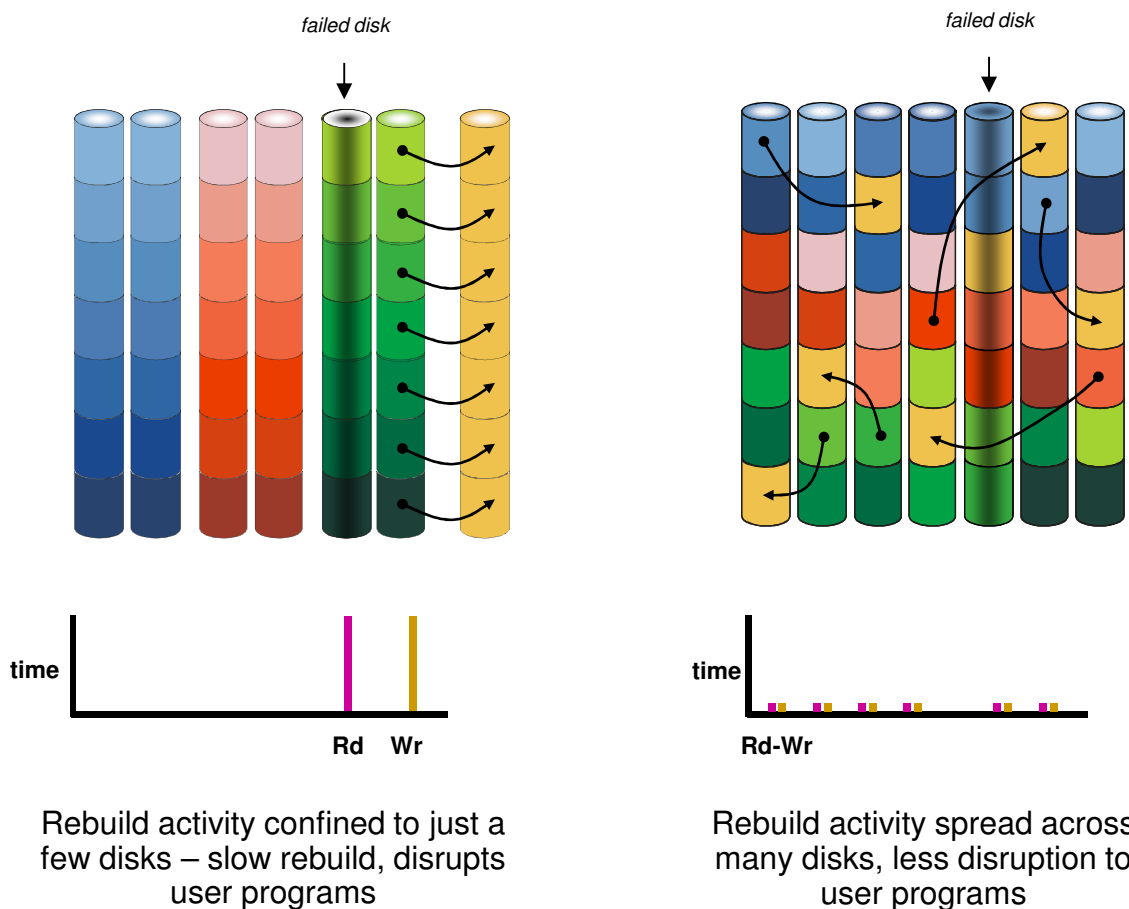 failed disk
failed disk
time
Rd Wr
time
Rd-Wr
Rebuild activity confined to just a
few disks – slow rebuild, disrupts
user programs
Rebuild activity spread across
many disks, less disruption to
user programs